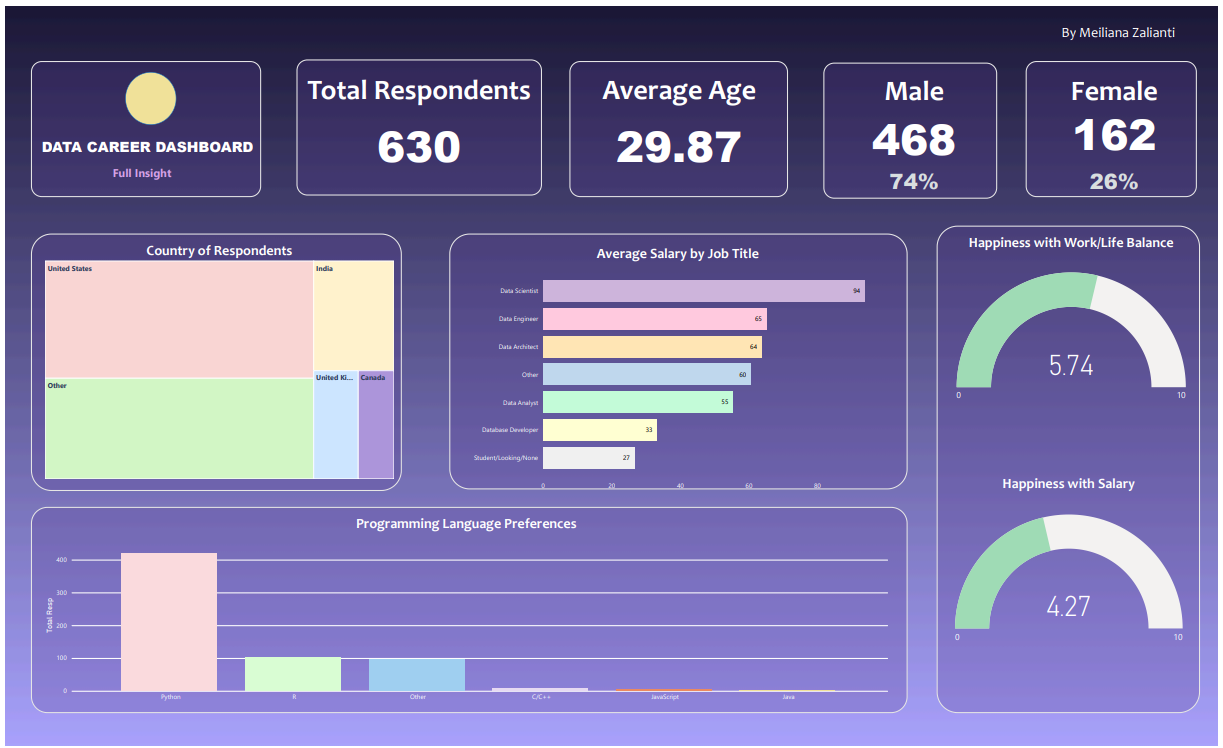 By Meiliana Zalianti
DATA CAREER DASHBOARD
Full Insight
Total Respondents
630
Average Age
29.87
Male
468
74%
Female
162
26%
Country of Respondents
United States
India
Other
United Ki...
Canada
Average Salary by Job Title
Data Scientist
94
Data Engineer
65
Data Architect
64
Other
60
Data Analyst
55
Database Developer
33
Student/Looking/None
27
0 20 40 60 80
Happiness with Work/Life Balance
5.74
0 10
Happiness with Salary
4.27
0 10
Programming Language Preferences
Total Resp
400
300
200
100
0
Python R Other C/C++ JavaScript Java